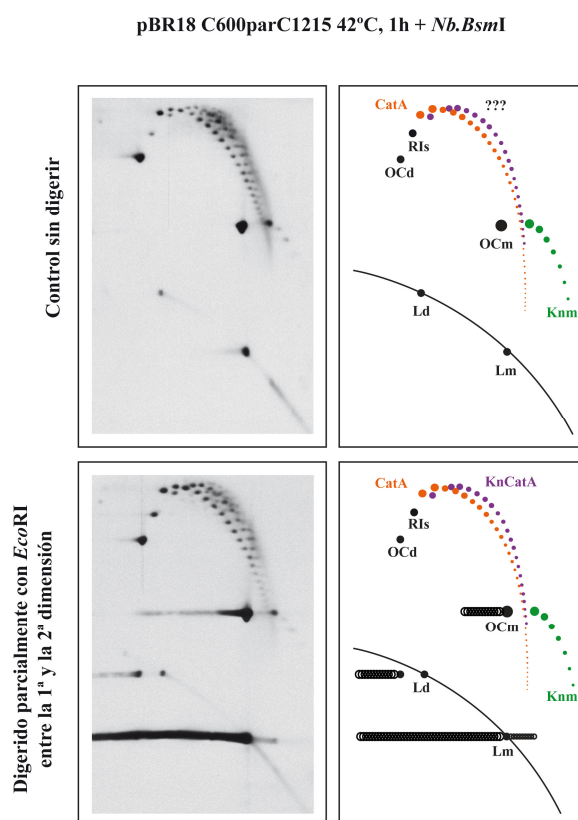 pBR18 C600parC1215 42ºC, 1h + Nb.BsmI
Control sin digerir
CatA
???
RIs
OCd
OCm
Knm
Ld
Lm
Digerido parcialmente con EcoRI
entre la 1ª y la 2ª dimensión
CatA
KnCatA
RIs
OCd
OCm
Knm
Ld
Lm